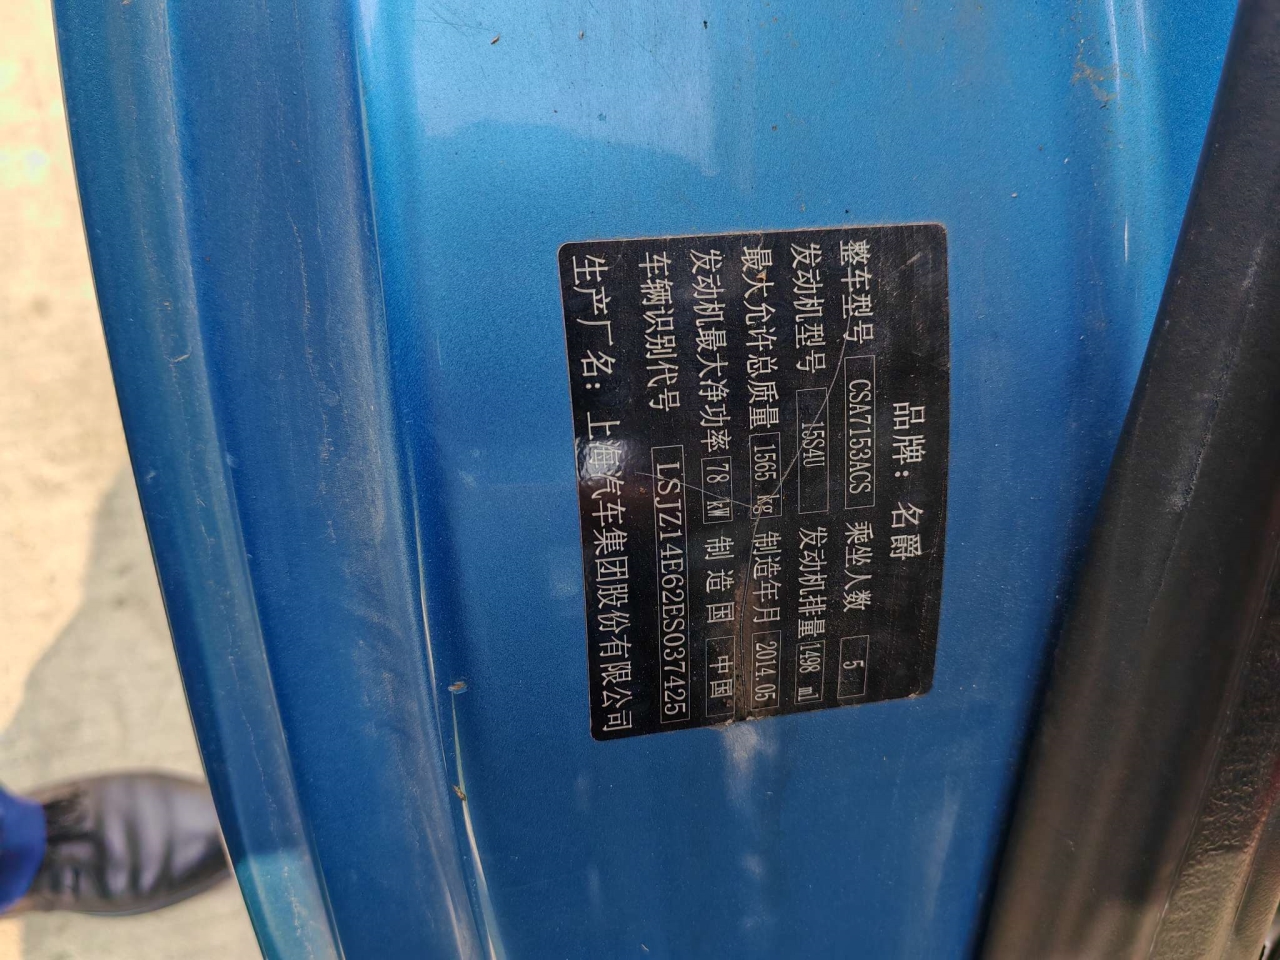 品牌：名爵
整车型号 CSA7153ACS 乘坐人数 5
发动机型号 15S4U 发动机排量 1498 ml
最大允许总质量 1565 kg 制造年月 2014.05
发动机最大净功率 78 kW 制造国 中国
车辆识别代号 LSJZ14E62ES037425
生产厂名：上海汽车集团股份有限公司